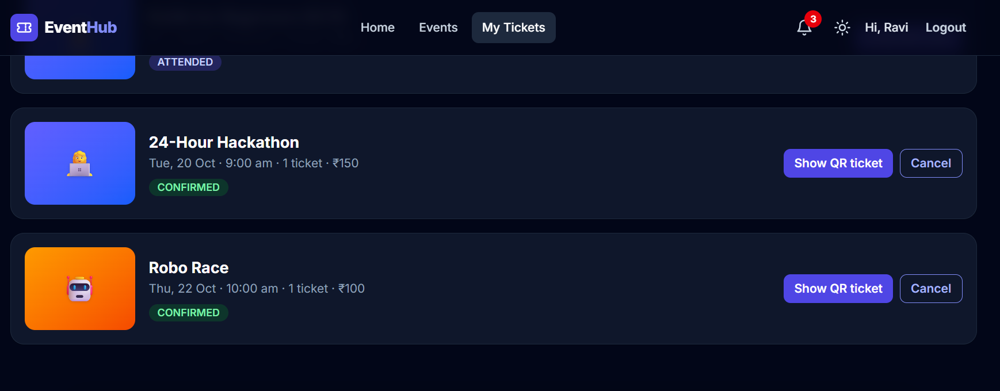 EventHub
Home
Events
My Tickets
3
Hi, Ravi
Logout
ATTENDED
24-Hour Hackathon
Tue, 20 Oct · 9:00 am · 1 ticket · ₹150
CONFIRMED
Show QR ticket
Cancel
Robo Race
Thu, 22 Oct · 10:00 am · 1 ticket · ₹100
CONFIRMED
Show QR ticket
Cancel